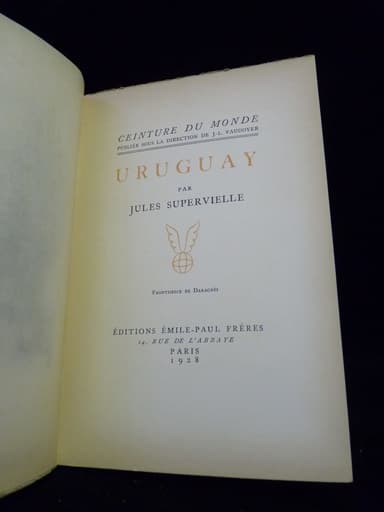 CEINTURE DU MONDE
PUBLIÉE SOUS LA DIRECTION DE J.-L. VAUDOYER
URUGUAY
PAR
JULES SUPERVIELLE
Frontispice de Daragnès
ÉDITIONS ÉMILE-PAUL FRÈRES
14, RUE DE L'ABBAYE
PARIS
1928